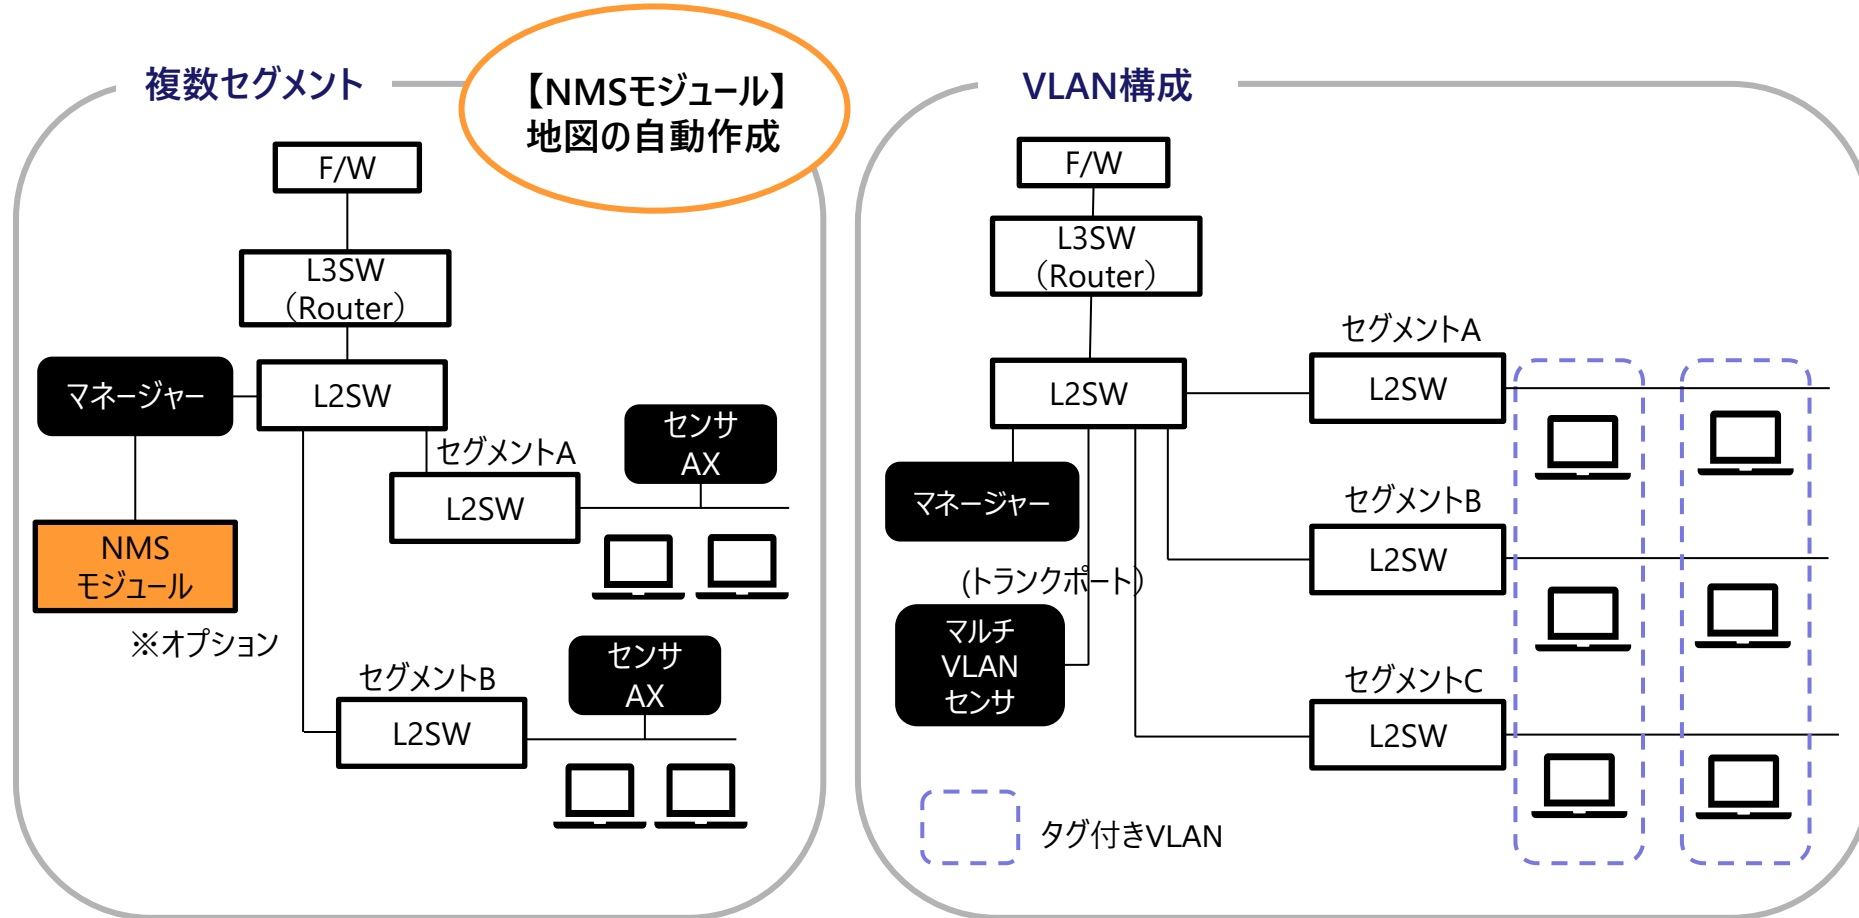 複数セグメント
【NMSモジュール】
地図の自動作成
F/W
L3SW
（Router）
マネージャー
L2SW
セグメントA
センサ
AX
L2SW
NMS
モジュール
※オプション
セグメントB
センサ
AX
L2SW
VLAN構成
F/W
L3SW
（Router）
L2SW
セグメントA
L2SW
マネージャー
セグメントB
L2SW
(トランクポート）
マルチ
VLAN
センサ
セグメントC
L2SW
タグ付きVLAN